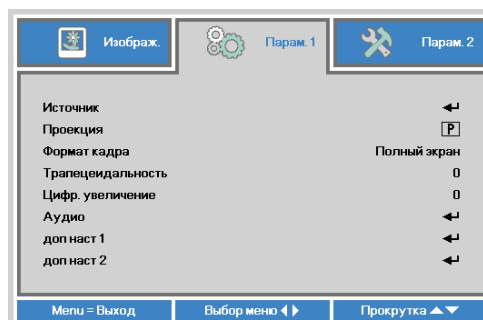 Изображ. Парам. 1 Парам. 2
Источник
Проекция P
Формат кадра Полный экран
Трапецеидальность 0
Цифр. увеличение 0
Аудио
доп наст 1
доп наст 2
Menu = Выход Выбор меню Прокрутка